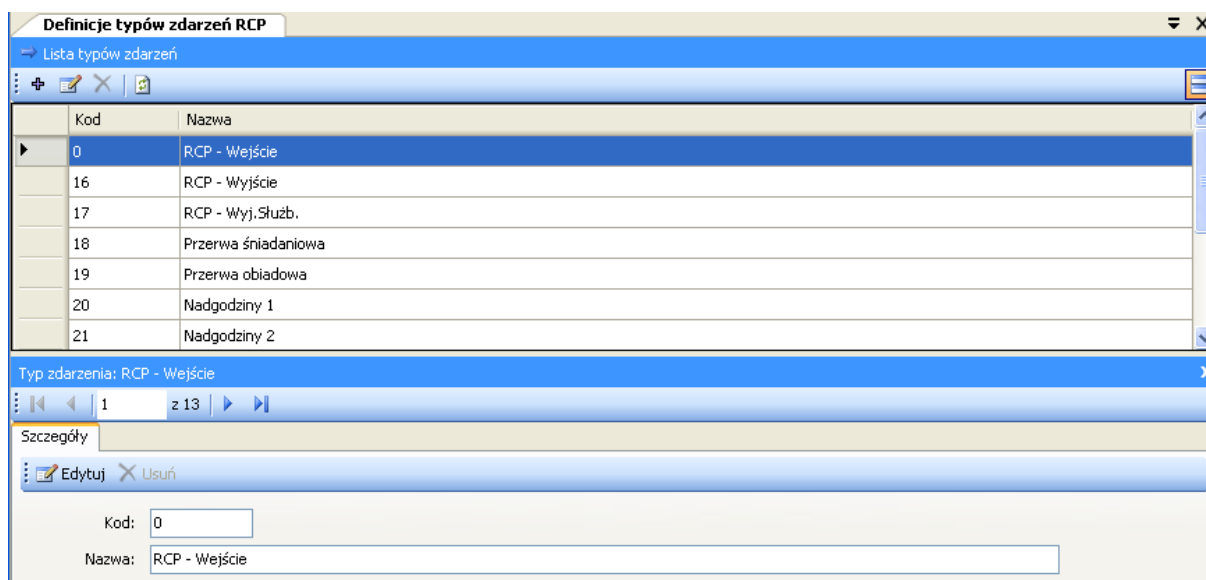 Definicje typów zdarzeń RCP
Lista typów zdarzeń
Kod Nazwa
0 RCP - Wejście
16 RCP - Wyjście
17 RCP - Wyj.Służb.
18 Przerwa śniadaniowa
19 Przerwa obiadowa
20 Nadgodziny 1
21 Nadgodziny 2
Typ zdarzenia: RCP - Wejście
1 z 13
Szczegóły
Edytuj Usuń
Kod: 0
Nazwa: RCP - Wejście